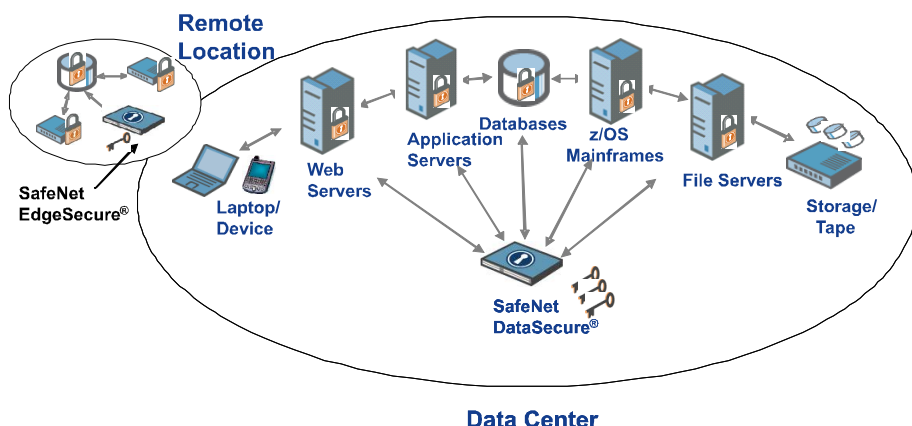 Remote
Location
SafeNet
EdgeSecure®
Laptop/
Device
Web
Servers
Application
Servers
Databases
z/OS
Mainframes
File Servers
Storage/
Tape
SafeNet
DataSecure®
Data Center